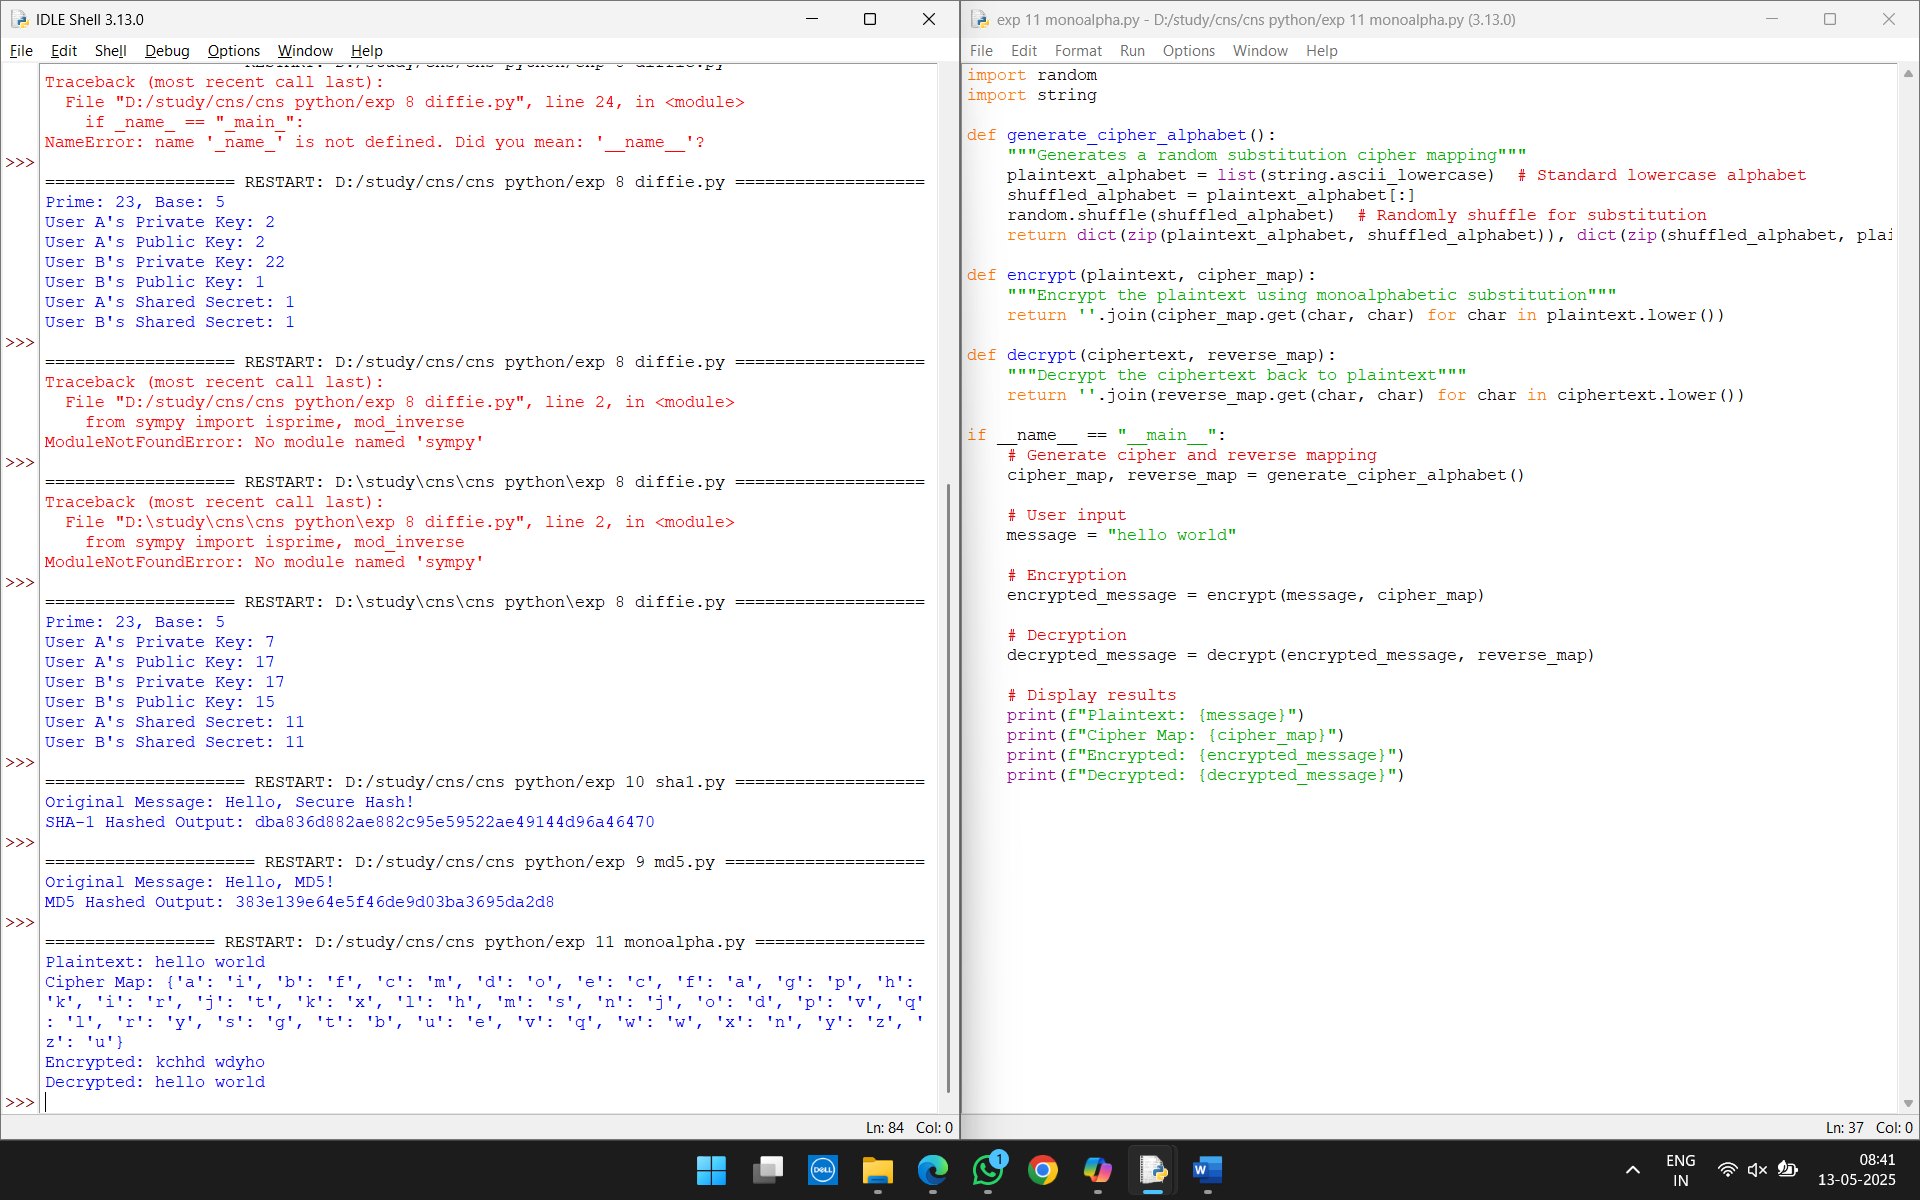 IDLE Shell 3.13.0
File Edit Shell Debug Options Window Help
Traceback (most recent call last):
  File "D:/study/cns/cns python/exp 8 diffie.py", line 24, in <module>
    if _name_ == "_main_":
NameError: name '_name_' is not defined. Did you mean: '__name__'?
>>>
=================== RESTART: D:/study/cns/cns python/exp 8 diffie.py ===================
Prime: 23, Base: 5
User A's Private Key: 2
User A's Public Key: 2
User B's Private Key: 22
User B's Public Key: 1
User A's Shared Secret: 1
User B's Shared Secret: 1
>>>
=================== RESTART: D:/study/cns/cns python/exp 8 diffie.py ===================
Traceback (most recent call last):
  File "D:/study/cns/cns python/exp 8 diffie.py", line 2, in <module>
    from sympy import isprime, mod_inverse
ModuleNotFoundError: No module named 'sympy'
>>>
=================== RESTART: D:\study\cns\cns python\exp 8 diffie.py ===================
Traceback (most recent call last):
  File "D:\study\cns\cns python\exp 8 diffie.py", line 2, in <module>
    from sympy import isprime, mod_inverse
ModuleNotFoundError: No module named 'sympy'
>>>
=================== RESTART: D:\study\cns\cns python\exp 8 diffie.py ===================
Prime: 23, Base: 5
User A's Private Key: 7
User A's Public Key: 17
User B's Private Key: 17
User B's Public Key: 15
User A's Shared Secret: 11
User B's Shared Secret: 11
>>>
==================== RESTART: D:/study/cns/cns python/exp 10 sha1.py ===================
Original Message: Hello, Secure Hash!
SHA-1 Hashed Output: dba836d882ae882c95e59522ae49144d96a46470
>>>
===================== RESTART: D:/study/cns/cns python/exp 9 md5.py ====================
Original Message: Hello, MD5!
MD5 Hashed Output: 383e139e64e5f46de9d03ba3695da2d8
>>>
================= RESTART: D:/study/cns/cns python/exp 11 monoalpha.py =================
Plaintext: hello world
Cipher Map: {'a': 'i', 'b': 'f', 'c': 'm', 'd': 'o', 'e': 'c', 'f': 'a', 'g': 'p', 'h':
'k', 'i': 'r', 'j': 't', 'k': 'x', 'l': 'h', 'm': 's', 'n': 'j', 'o': 'd', 'p': 'v', 'q'
: 'l', 'r': 'y', 's': 'g', 't': 'b', 'u': 'e', 'v': 'q', 'w': 'w', 'x': 'n', 'y': 'z', '
z': 'u'}
Encrypted: kchhd wdyho
Decrypted: hello world
>>>
Ln: 84 Col: 0
exp 11 monoalpha.py - D:/study/cns/cns python/exp 11 monoalpha.py (3.13.0)
File Edit Format Run Options Window Help
import random
import string
def generate_cipher_alphabet():
    """Generates a random substitution cipher mapping"""
    plaintext_alphabet = list(string.ascii_lowercase)  # Standard lowercase alphabet
    shuffled_alphabet = plaintext_alphabet[:]
    random.shuffle(shuffled_alphabet)  # Randomly shuffle for substitution
    return dict(zip(plaintext_alphabet, shuffled_alphabet)), dict(zip(shuffled_alphabet, plai
def encrypt(plaintext, cipher_map):
    """Encrypt the plaintext using monoalphabetic substitution"""
    return ''.join(cipher_map.get(char, char) for char in plaintext.lower())
def decrypt(ciphertext, reverse_map):
    """Decrypt the ciphertext back to plaintext"""
    return ''.join(reverse_map.get(char, char) for char in ciphertext.lower())
if __name__ == "__main__":
    # Generate cipher and reverse mapping
    cipher_map, reverse_map = generate_cipher_alphabet()
    # User input
    message = "hello world"
    # Encryption
    encrypted_message = encrypt(message, cipher_map)
    # Decryption
    decrypted_message = decrypt(encrypted_message, reverse_map)
    # Display results
    print(f"Plaintext: {message}")
    print(f"Cipher Map: {cipher_map}")
    print(f"Encrypted: {encrypted_message}")
    print(f"Decrypted: {decrypted_message}")
Ln: 37 Col: 0
DELL
1
W
ENG
IN
08:41
13-05-2025